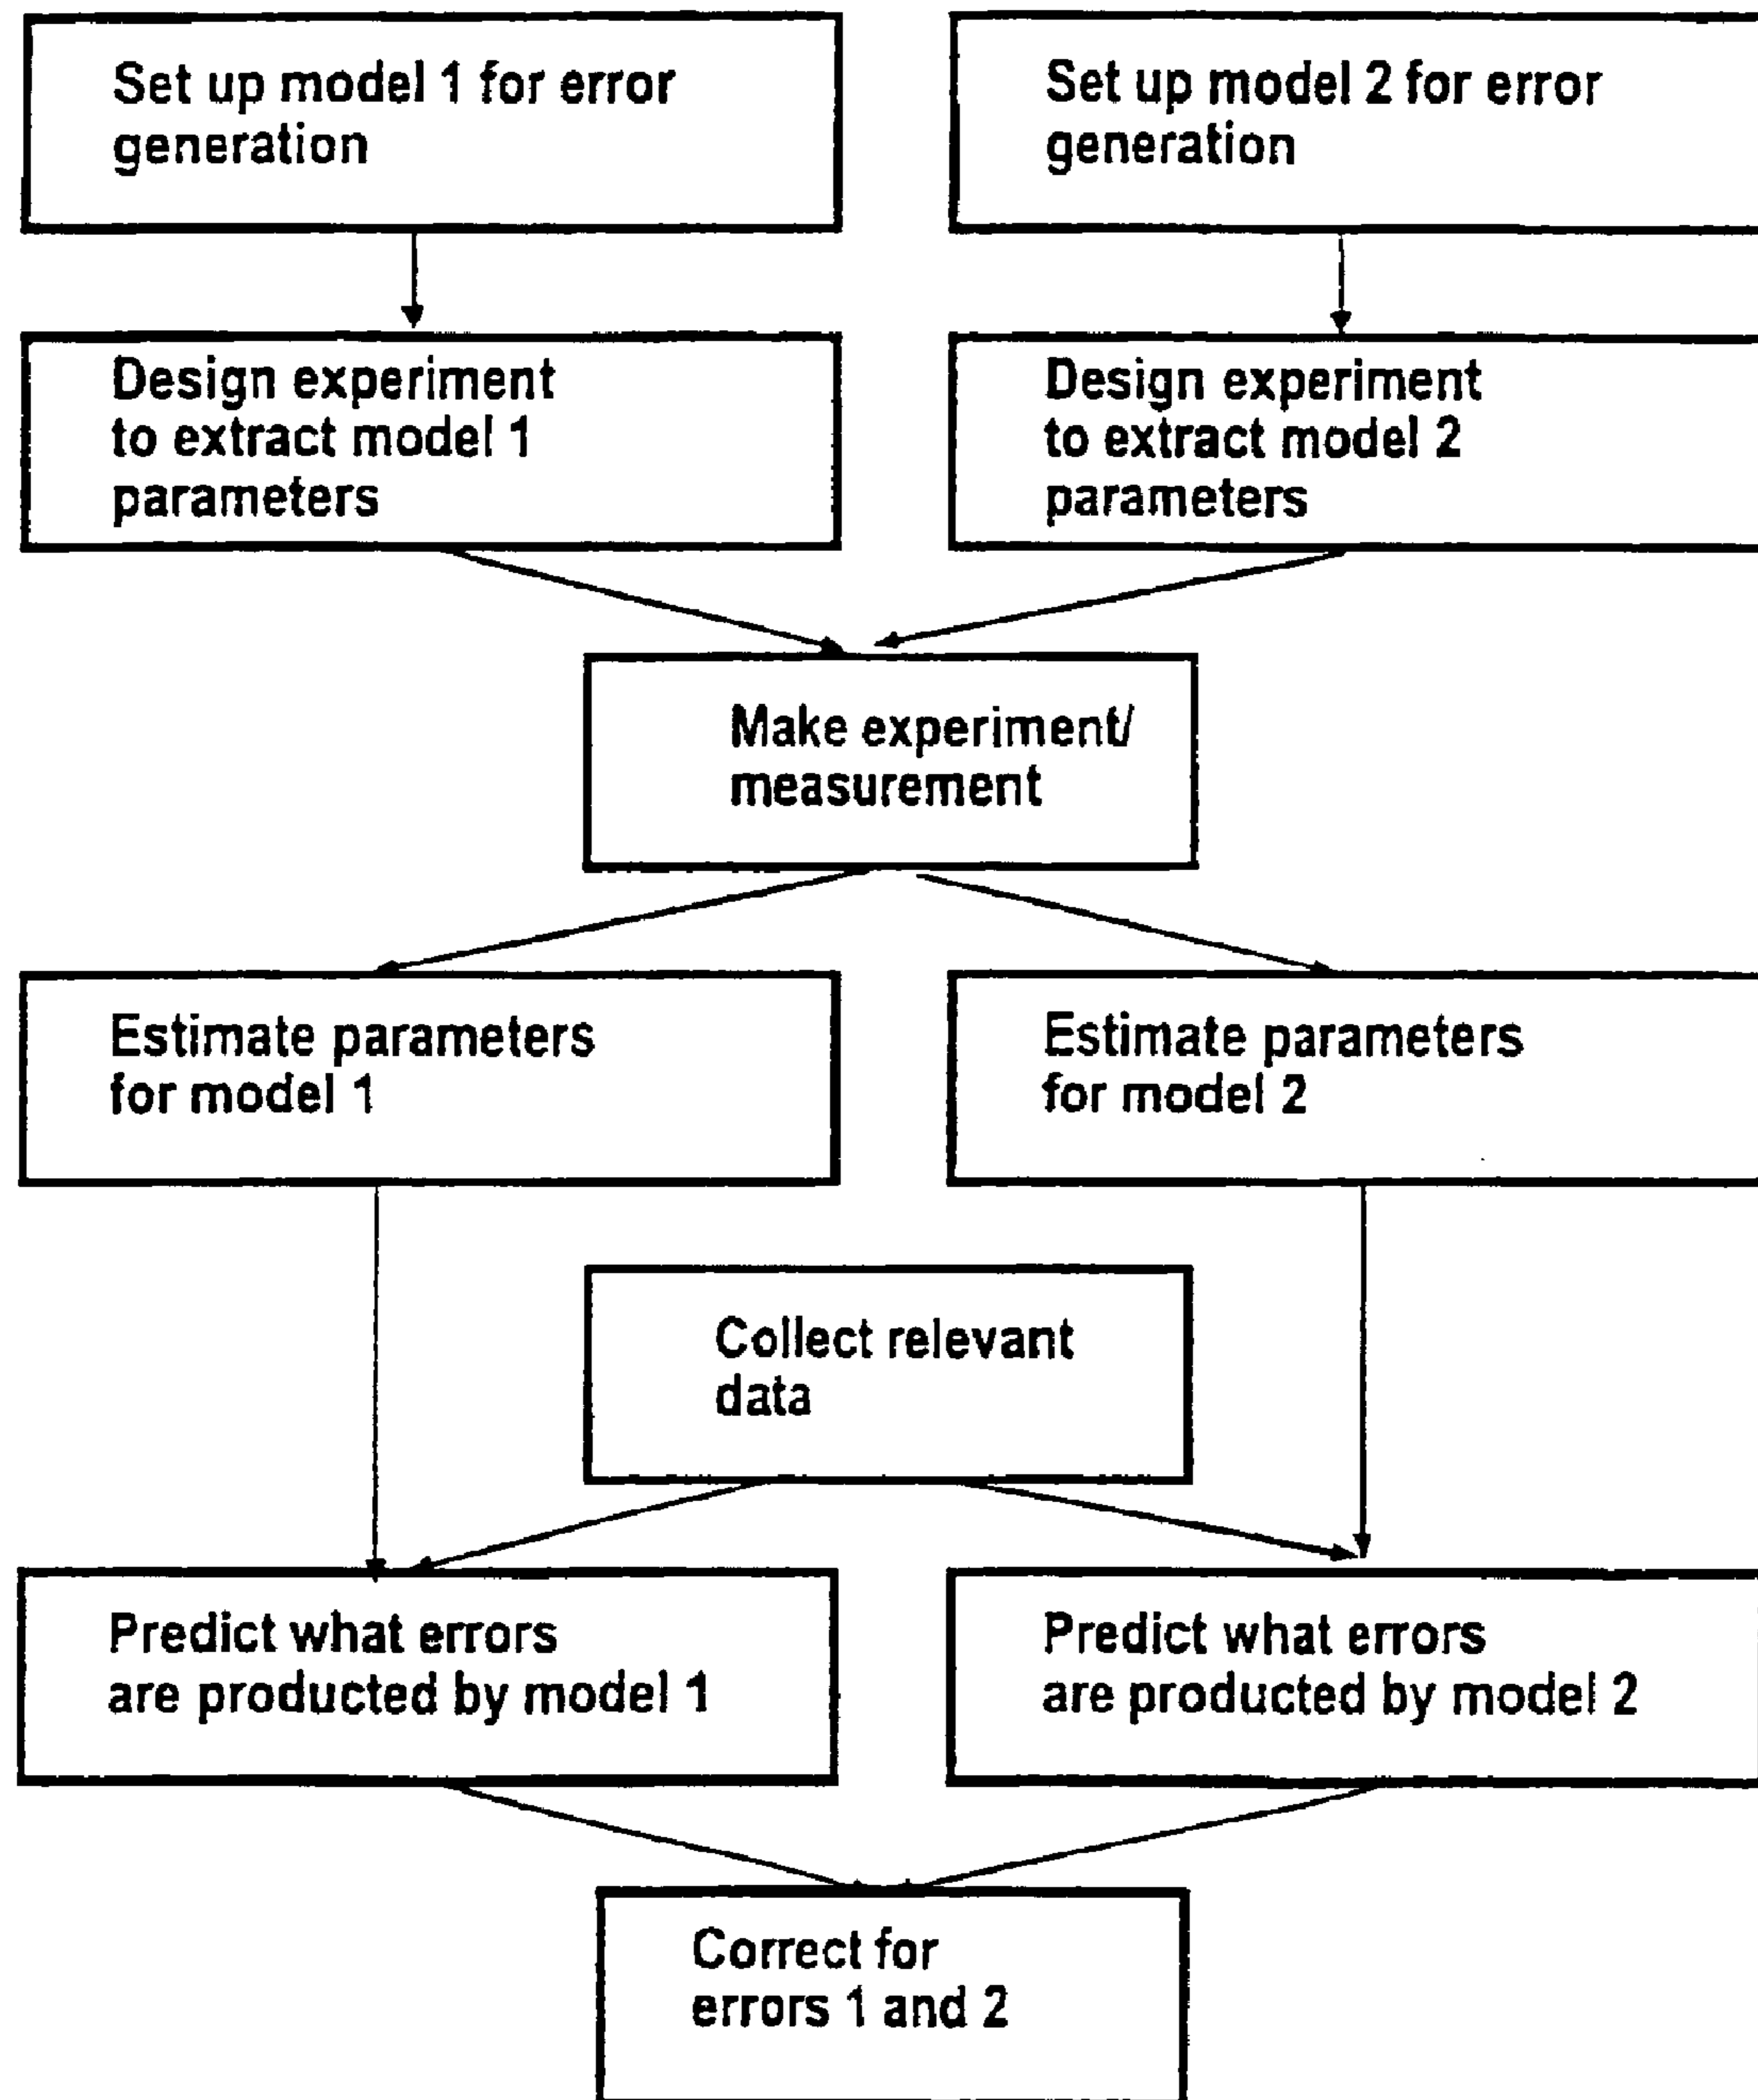 Set up model 1 for error
generation
Set up model 2 for error
generation
Design experiment
to extract model 1
parameters
Design experiment
to extract model 2
parameters
Make experiment/
measurement
Estimate parameters
for model 1
Estimate parameters
for model 2
Collect relevant
data
Predict what errors
are producted by model 1
Predict what errors
are producted by model 2
Correct for
errors 1 and 2